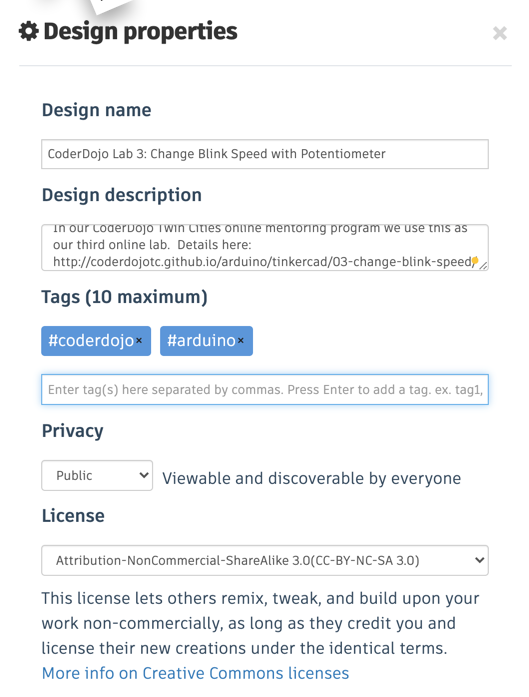 Design properties
×
Design name
CoderDojo Lab 3: Change Blink Speed with Potentiometer
Design description
In our CoderDojo Twin Cities online mentoring program we use this as
our third online lab.  Details here:
http://coderdojotc.github.io/arduino/tinkercad/03-change-blink-speed/
Tags (10 maximum)
#coderdojo× #arduino×
Enter tag(s) here separated by commas. Press Enter to add a tag. ex. tag1,
Privacy
Public Viewable and discoverable by everyone
License
Attribution-NonCommercial-ShareAlike 3.0(CC-BY-NC-SA 3.0)
This license lets others remix, tweak, and build upon your
work non-commercially, as long as they credit you and
license their new creations under the identical terms.
More info on Creative Commons licenses